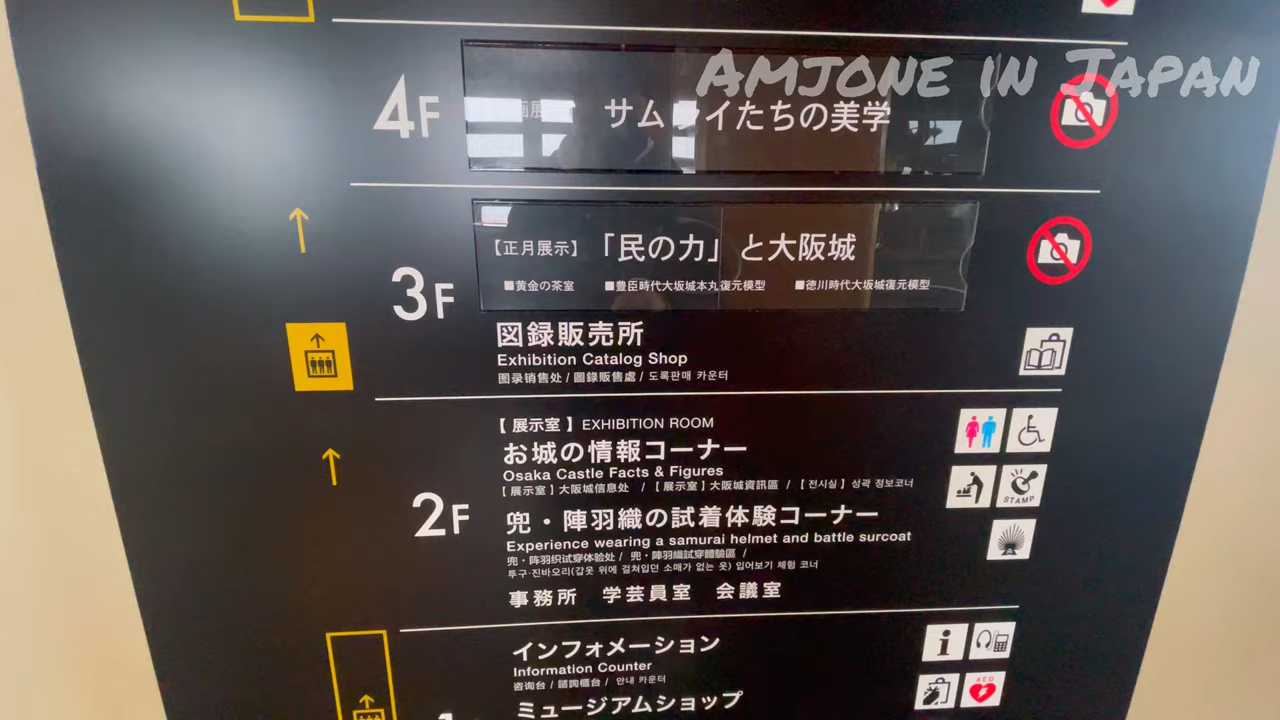 AMJONE IN JAPAN
4F
サムライたちの美学
【正月展示】 「民の力」と大阪城
■黄金の茶室 ■豊臣時代大坂城本丸復元模型 ■徳川時代大坂城復元模型
3F
図録販売所
Exhibition Catalog Shop
图录销售处 / 圖錄販售處 / 도록판매 카운터
【 展示室 】 EXHIBITION ROOM
お城の情報コーナー
Osaka Castle Facts & Figures
【 展示室 】大阪城信息处 / 【 展示室 】大阪城資訊區 / 【 전시실 】 성곽 정보코너
2F
STAMP
兜・陣羽織の試着体験コーナー
Experience wearing a samurai helmet and battle surcoat
兜・阵羽织试穿体验处 / 兜・陣羽織試穿體驗區 /
투구·진바오리(갑옷 위에 걸쳐입던 소매가 없는 옷) 입어보기 체험 코너
事務所 学芸員室 会議室
インフォメーション
Information Counter
咨询台 / 諮詢櫃台 / 안내 카운터
AED
ミュージアムショップ